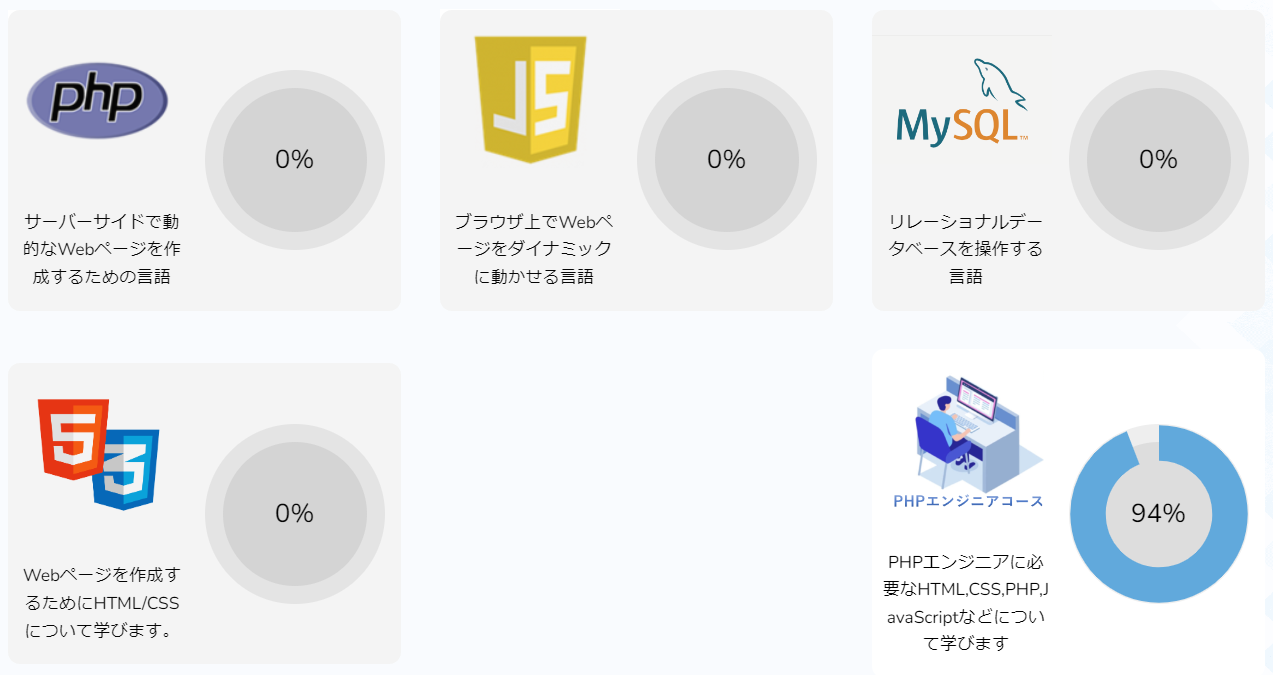 php
0%
サーバーサイドで動
的なWebページを作
成するための言語
JS
0%
ブラウザ上でWebペ
ージをダイナミック
に動かせる言語
MySQL™
0%
リレーショナルデー
タベースを操作する
言語
5
3
0%
Webページを作成す
るためにHTML/CSS
について学びます。
PHPエンジニアコース
94%
PHPエンジニアに必
要なHTML,CSS,PHP,J
avaScriptなどについ
て学びます